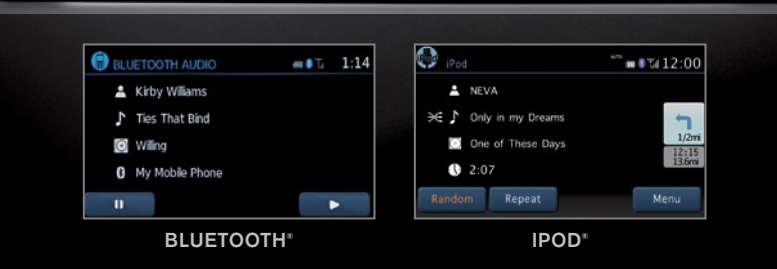 BLUETOOTH AUDIO 1:14
Kirby Williams
Ties That Bind
Willing
My Mobile Phone
BLUETOOTH®
iPod AUTO 12:00
NEVA
Only in my Dreams
One of These Days
2:07
1/2mi
12:15
13.6mi
Random Repeat Menu
IPOD®